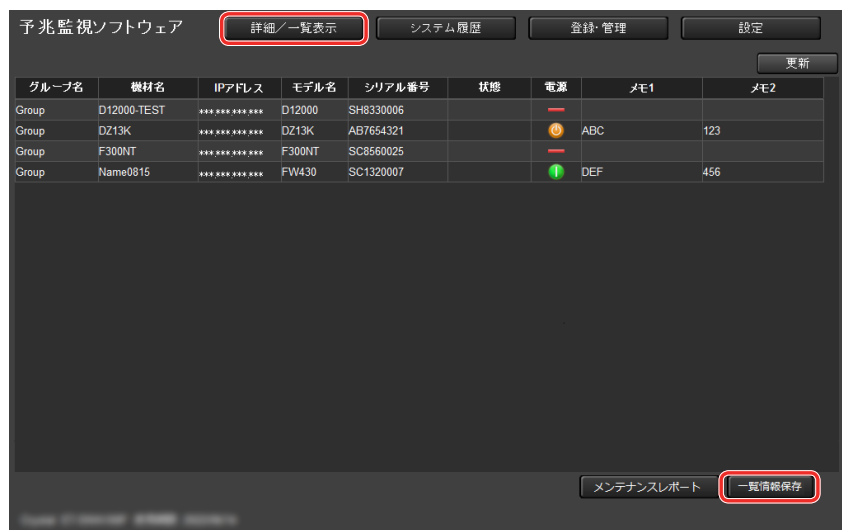 予兆監視ソフトウェア 詳細／一覧表示 システム履歴 登録・管理 設定
更新
グループ名 機材名 IPアドレス モデル名 シリアル番号 状態 電源 メモ1 メモ2
Group D12000-TEST ***.***.***.*** D12000 SH8330006
Group DZ13K ***.***.***.*** DZ13K AB7654321 ABC 123
Group F300NT ***.***.***.*** F300NT SC8560025
Group Name0815 ***.***.***.*** FW430 SC1320007 DEF 456
メンテナンスレポート 一覧情報保存